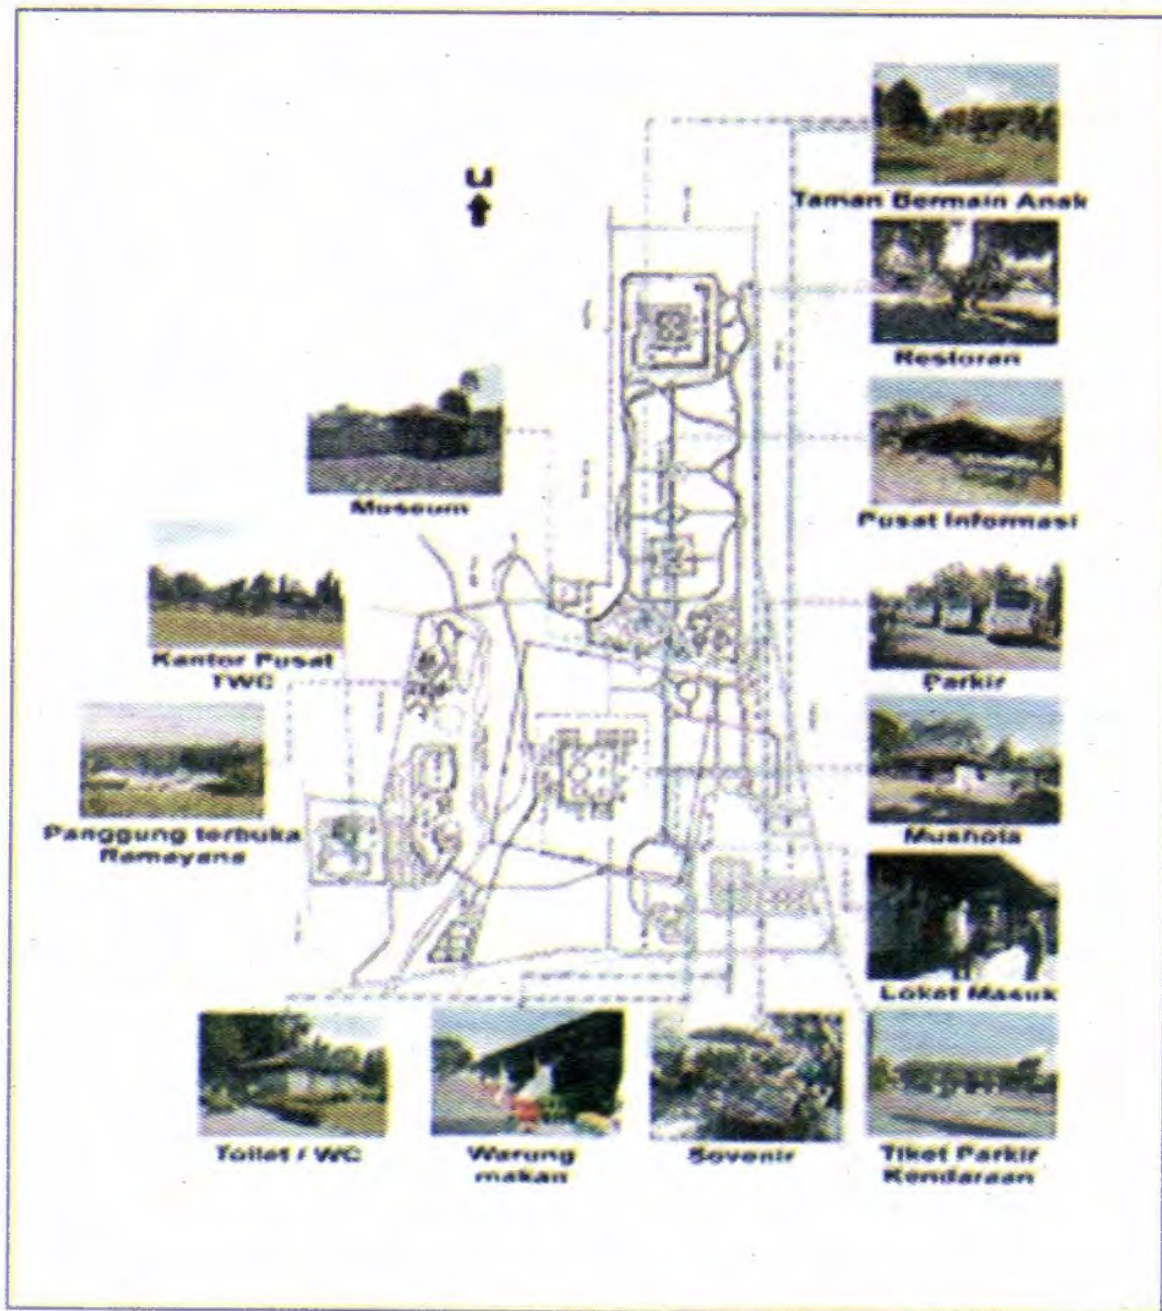 U
Taman Bermain Anak
Restoran
Museum
Pusat Informasi
Kantor Pusat
TWC
Parkir
Panggung terbuka
Ramayana
Mushola
Loket Masuk
Toilet / WC
Warung
makan
Sovenir
Tiket Parkir
Kendaraan